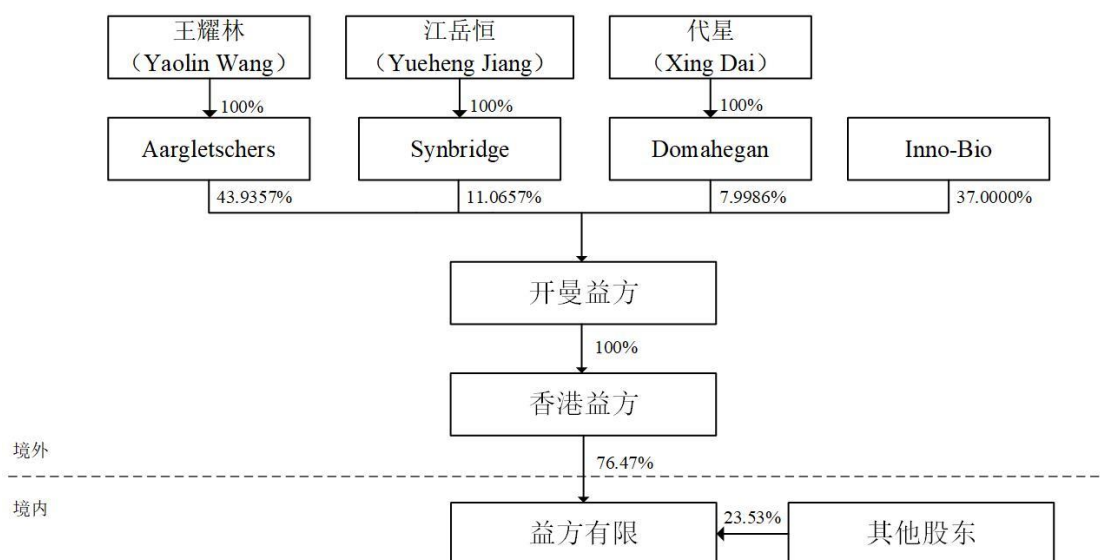 王耀林
（Yaolin Wang）
江岳恒
（Yueheng Jiang）
代星
（Xing Dai）
100%
100%
100%
Aargletschers
Synbridge
Domahegan
Inno-Bio
43.9357%
11.0657%
7.9986%
37.0000%
开曼益方
100%
香港益方
境外
76.47%
境内
益方有限
23.53%
其他股东